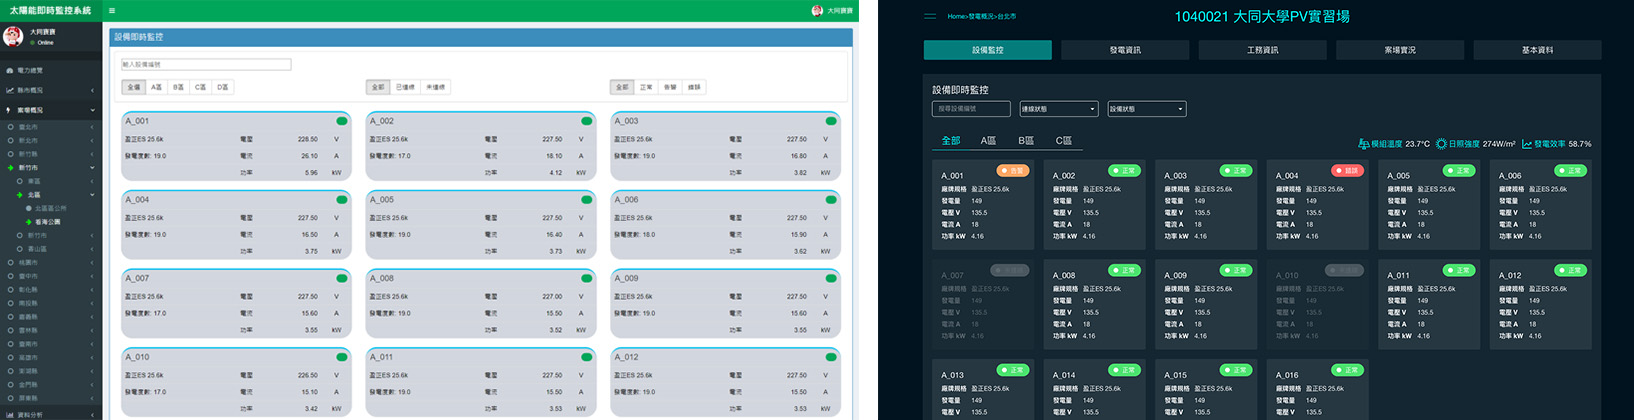 太陽能即時監控系統
大同寶寶
大同寶寶
Online
電力總覽
縣市概況
案場概況
臺北市
新北市
新竹縣
新竹市
東區
北區
北區區公所
看海公園
新竹市
香山區
桃園市
臺中市
彰化縣
南投縣
嘉義縣
雲林縣
臺南市
高雄市
澎湖縣
金門縣
屏東縣
資料分析
設備即時監控
輸入設備編號
全備 A區 B區 C區 D區
全部 已連線 未連線
全部 正常 告警 錯誤
A_001
盈正ES 25.6k 電壓 228.50 V
發電度數: 19.0 電流 26.10 A
功率 5.96 kW
A_002
盈正ES 25.6k 電壓 227.50 V
發電度數: 17.0 電流 18.10 A
功率 4.12 kW
A_003
盈正ES 25.6k 電壓 227.50 V
發電度數: 19.0 電流 16.80 A
功率 3.82 kW
A_004
盈正ES 25.6k 電壓 227.50 V
發電度數: 19.0 電流 16.50 A
功率 3.75 kW
A_005
盈正ES 25.6k 電壓 227.50 V
發電度數: 19.0 電流 16.40 A
功率 3.73 kW
A_006
盈正ES 25.6k 電壓 227.50 V
發電度數: 18.0 電流 15.90 A
功率 3.62 kW
A_007
盈正ES 25.6k 電壓 227.50 V
發電度數: 17.0 電流 15.60 A
功率 3.55 kW
A_008
盈正ES 25.6k 電壓 227.00 V
發電度數: 19.0 電流 15.50 A
功率 3.52 kW
A_009
盈正ES 25.6k 電壓 227.50 V
發電度數: 19.0 電流 15.60 A
功率 3.55 kW
A_010
盈正ES 25.6k 電壓 226.50 V
發電度數: 17.0 電流 15.10 A
功率 3.42 kW
A_011
盈正ES 25.6k 電壓 227.50 V
發電度數: 19.0 電流 15.50 A
功率 3.53 kW
A_012
盈正ES 25.6k 電壓 227.50 V
發電度數: 19.0 電流 15.50 A
功率 3.53 kW
Home>發電概況>台北市
1040021 大同大學PV實習場
設備監控 發電資訊 工務資訊 案場實況 基本資料
設備即時監控
搜尋設備編號 連線狀態 設備狀態
全部 A區 B區 C區
模組溫度 23.7°C 日照強度 274W/m² 發電效率 58.7%
A_001 告警
廠牌規格 盈正ES 25.6k
發電量 149
電壓 V 135.5
電流 A 18
功率 kW 4.16
A_002 正常
廠牌規格 盈正ES 25.6k
發電量 149
電壓 V 135.5
電流 A 18
功率 kW 4.16
A_003 正常
廠牌規格 盈正ES 25.6k
發電量 149
電壓 V 135.5
電流 A 18
功率 kW 4.16
A_004 錯誤
廠牌規格 盈正ES 25.6k
發電量 149
電壓 V 135.5
電流 A 18
功率 kW 4.16
A_005 正常
廠牌規格 盈正ES 25.6k
發電量 149
電壓 V 135.5
電流 A 18
功率 kW 4.16
A_006 正常
廠牌規格 盈正ES 25.6k
發電量 149
電壓 V 135.5
電流 A 18
功率 kW 4.16
A_007
廠牌規格 盈正ES 25.6k
發電量 149
電壓 V 135.5
電流 A 18
功率 kW 4.16
A_008 正常
廠牌規格 盈正ES 25.6k
發電量 149
電壓 V 135.5
電流 A 18
功率 kW 4.16
A_009 正常
廠牌規格 盈正ES 25.6k
發電量 149
電壓 V 135.5
電流 A 18
功率 kW 4.16
A_010
廠牌規格 盈正ES 25.6k
發電量 149
電壓 V 135.5
電流 A 18
功率 kW 4.16
A_011 正常
廠牌規格 盈正ES 25.6k
發電量 149
電壓 V 135.5
電流 A 18
功率 kW 4.16
A_012 正常
廠牌規格 盈正ES 25.6k
發電量 149
電壓 V 135.5
電流 A 18
功率 kW 4.16
A_013 正常
廠牌規格 盈正ES 25.6k
發電量 149
電壓 V 135.5
A_014 正常
廠牌規格 盈正ES 25.6k
發電量 149
電壓 V 135.5
A_015 正常
廠牌規格 盈正ES 25.6k
發電量 149
電壓 V 135.5
A_016 正常
廠牌規格 盈正ES 25.6k
發電量 149
電壓 V 135.5